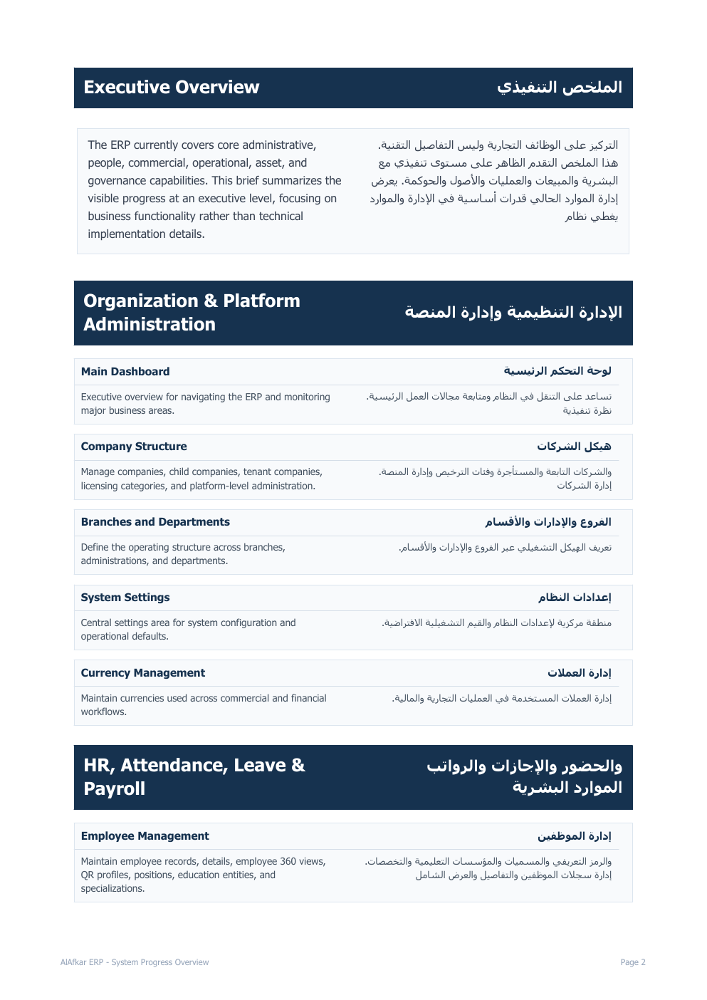 Executive Overview
الملخص التنفيذي
The ERP currently covers core administrative,
people, commercial, operational, asset, and
governance capabilities. This brief summarizes the
visible progress at an executive level, focusing on
business functionality rather than technical
implementation details.
التركيز على الوظائف التجارية وليس التفاصيل التقنية.
هذا الملخص التقدم الظاهر على مستوى تنفيذي مع
البشرية والمبيعات والعمليات والأصول والحوكمة. يعرض
إدارة الموارد الحالي قدرات أساسية في الإدارة والموارد
يغطي نظام
Organization & Platform
Administration
الإدارة التنظيمية وإدارة المنصة
Main Dashboard
لوحة التحكم الرئيسية
Executive overview for navigating the ERP and monitoring
major business areas.
تساعد على التنقل في النظام ومتابعة مجالات العمل الرئيسية.
نظرة تنفيذية
Company Structure
هيكل الشركات
Manage companies, child companies, tenant companies,
licensing categories, and platform-level administration.
والشركات التابعة والمستأجرة وفئات الترخيص وإدارة المنصة.
إدارة الشركات
Branches and Departments
الفروع والإدارات والأقسام
Define the operating structure across branches,
administrations, and departments.
تعريف الهيكل التشغيلي عبر الفروع والإدارات والأقسام.
System Settings
إعدادات النظام
Central settings area for system configuration and
operational defaults.
منطقة مركزية لإعدادات النظام والقيم التشغيلية الافتراضية.
Currency Management
إدارة العملات
Maintain currencies used across commercial and financial
workflows.
إدارة العملات المستخدمة في العمليات التجارية والمالية.
HR, Attendance, Leave &
Payroll
والحضور والإجازات والرواتب
الموارد البشرية
Employee Management
إدارة الموظفين
Maintain employee records, details, employee 360 views,
QR profiles, positions, education entities, and
specializations.
والرمز التعريفي والمسميات والمؤسسات التعليمية والتخصصات.
إدارة سجلات الموظفين والتفاصيل والعرض الشامل
AlAfkar ERP - System Progress Overview
Page 2